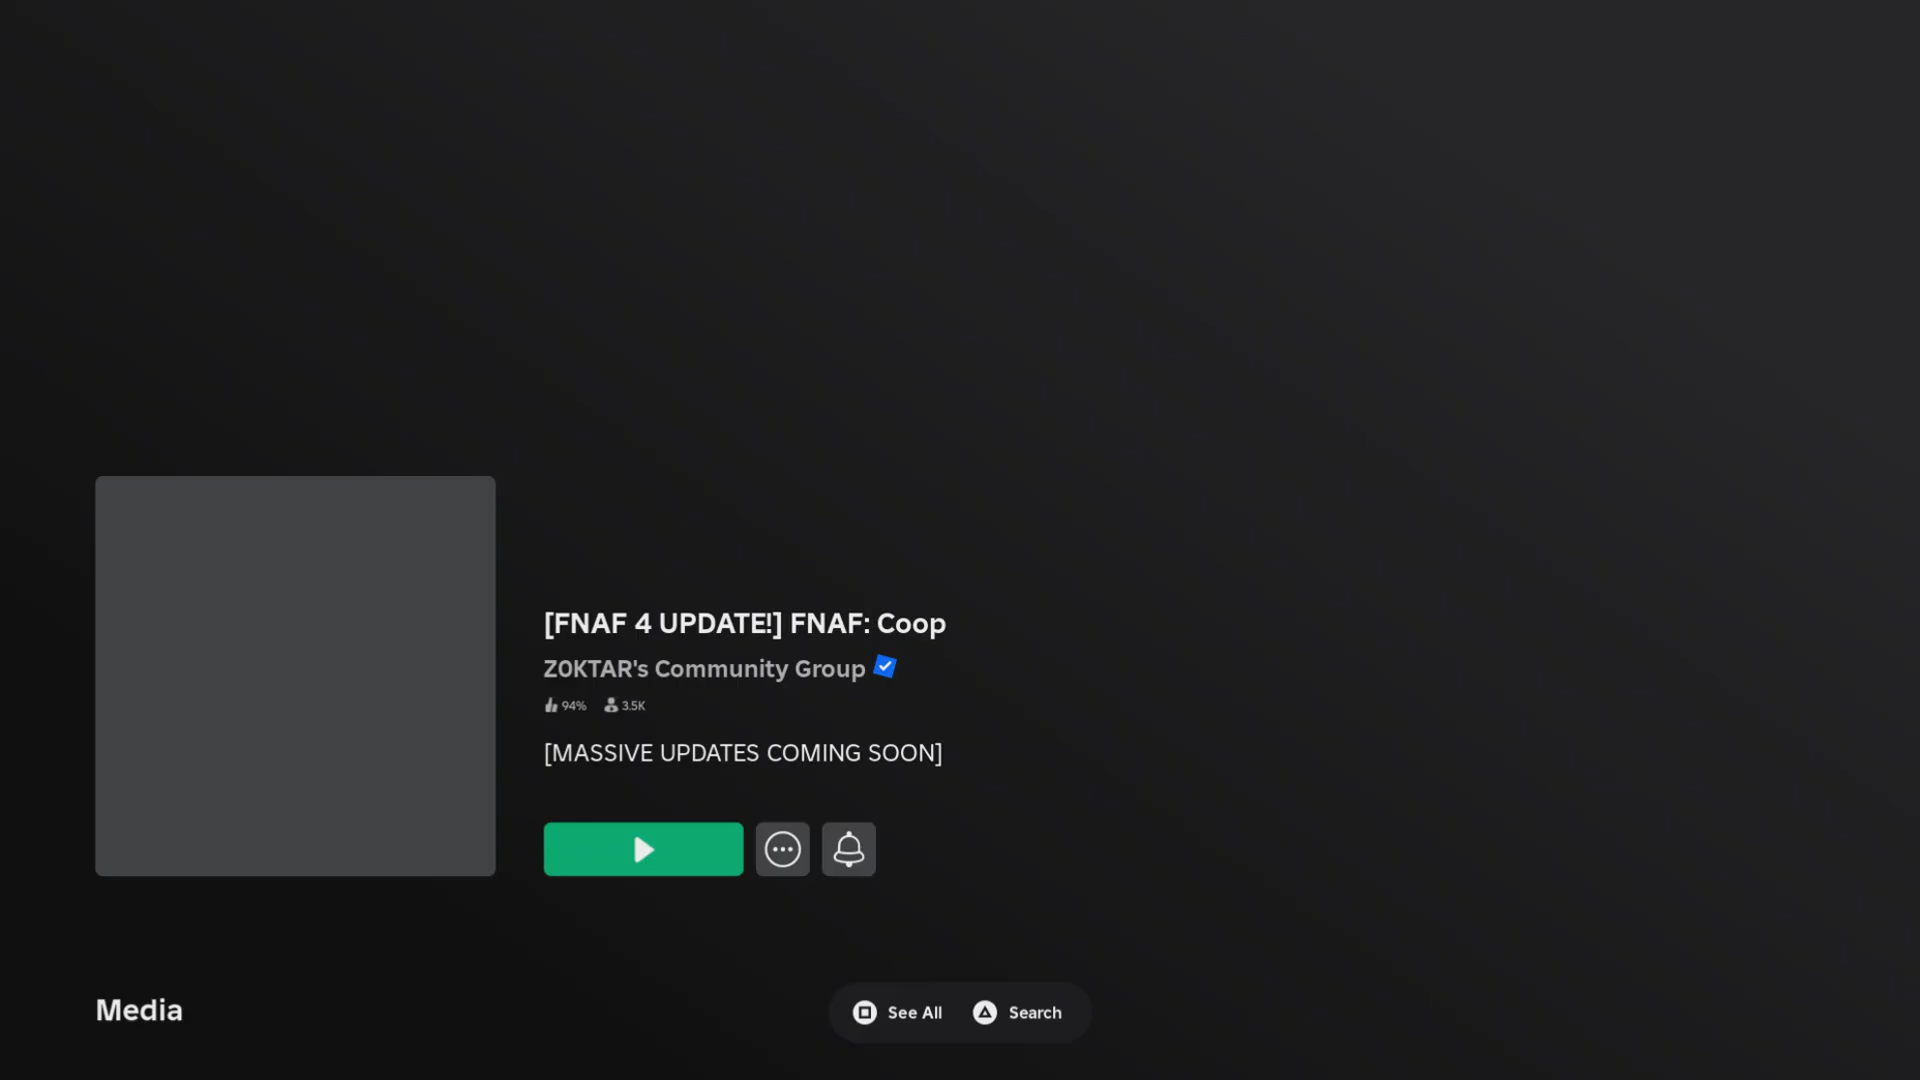 [FNAF 4 UPDATE!] FNAF: Coop
Z0KTAR's Community Group
94% 3.5K
[MASSIVE UPDATES COMING SOON]
Media
See All Search